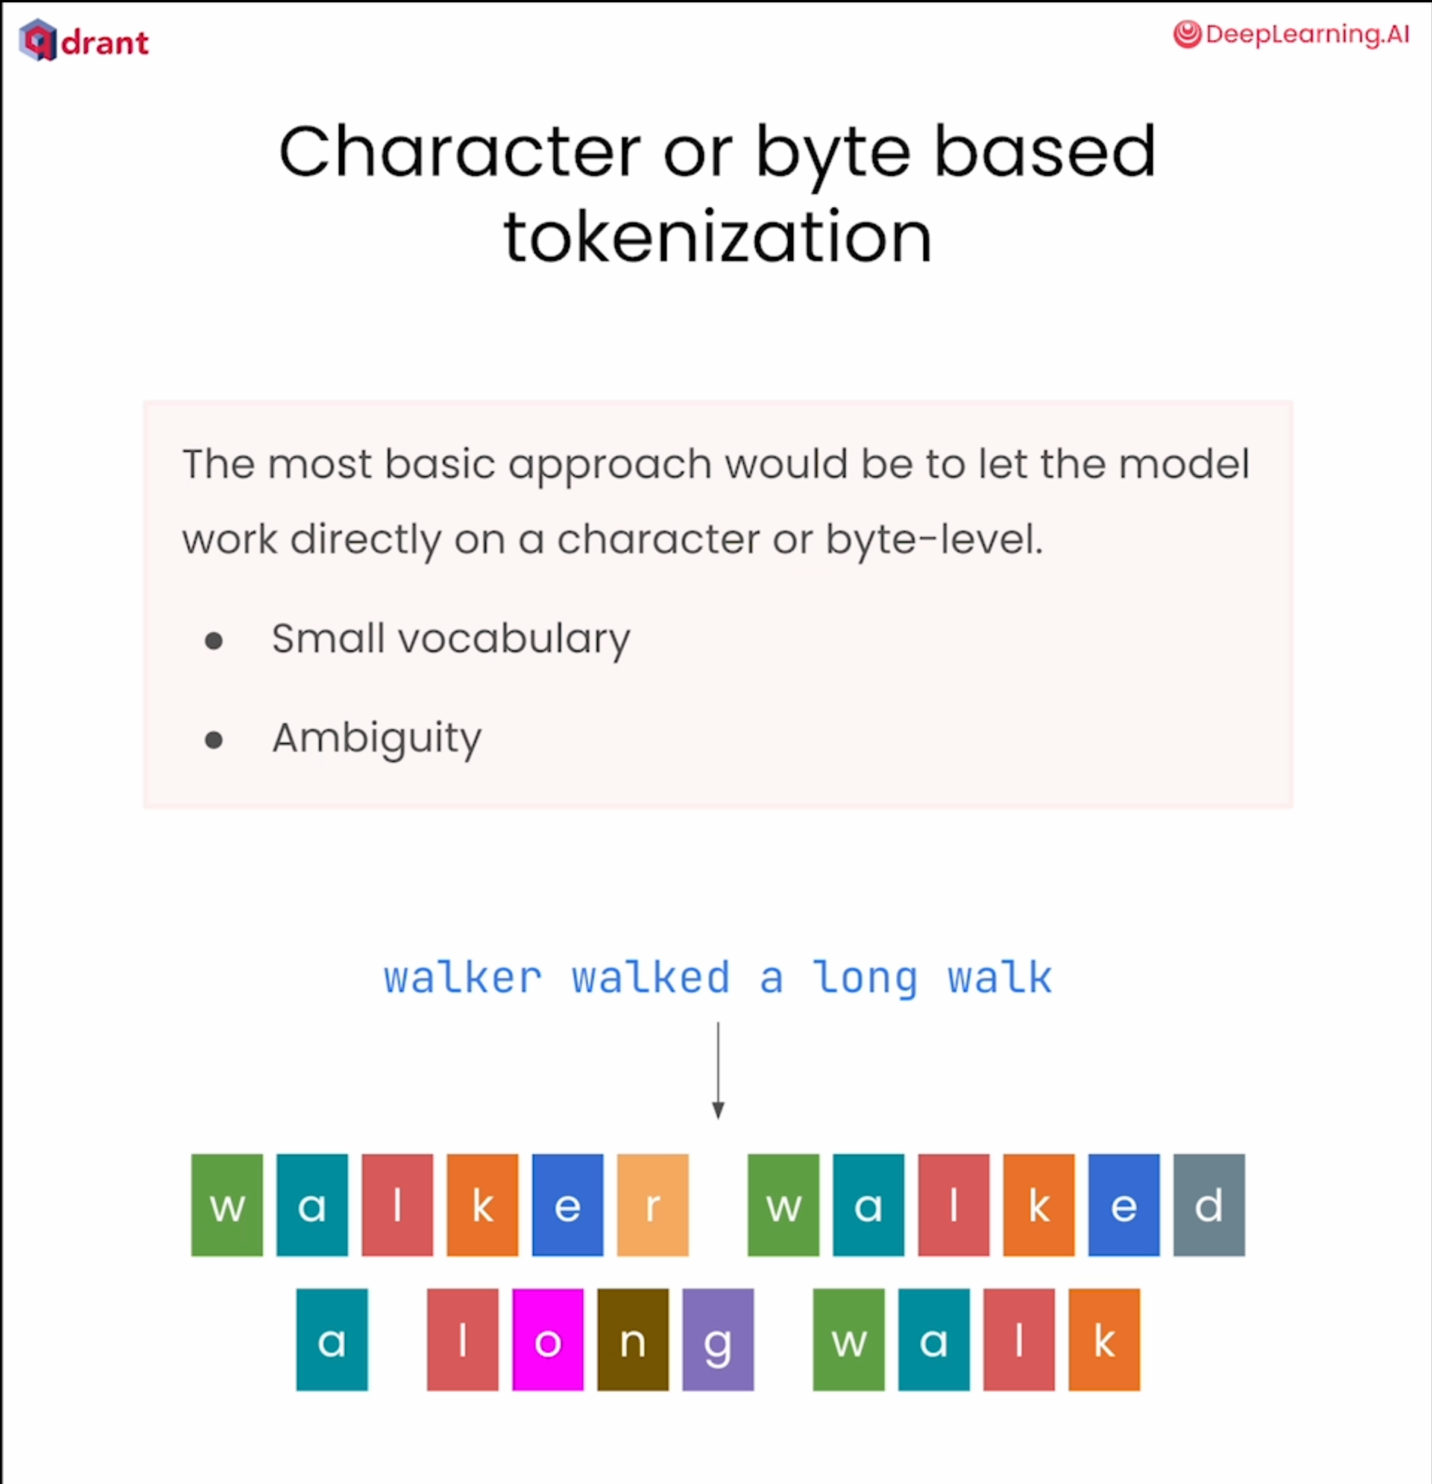 qdrant
DeepLearning.AI
Character or byte based
tokenization
The most basic approach would be to let the model
work directly on a character or byte-level.
● Small vocabulary
● Ambiguity
walker walked a long walk
w a l k e r w a l k e d
a l o n g w a l k